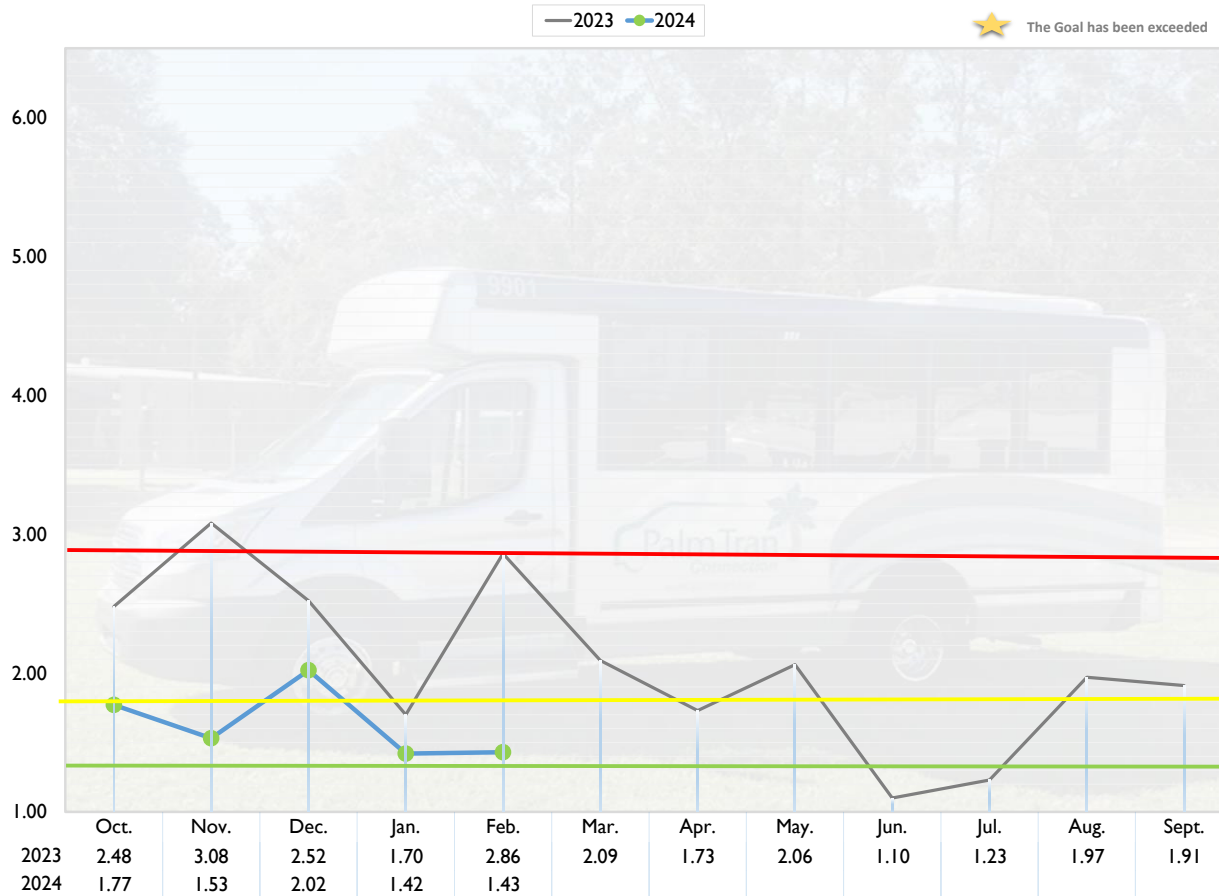 2023 2024
The Goal has been exceeded
6.00
5.00
4.00
3.00
2.00
1.00
9901
PalmTran
Connection
Oct. Nov. Dec. Jan. Feb. Mar. Apr. May. Jun. Jul. Aug. Sept.
2023 2.48 3.08 2.52 1.70 2.86 2.09 1.73 2.06 1.10 1.23 1.97 1.91
2024 1.77 1.53 2.02 1.42 1.43